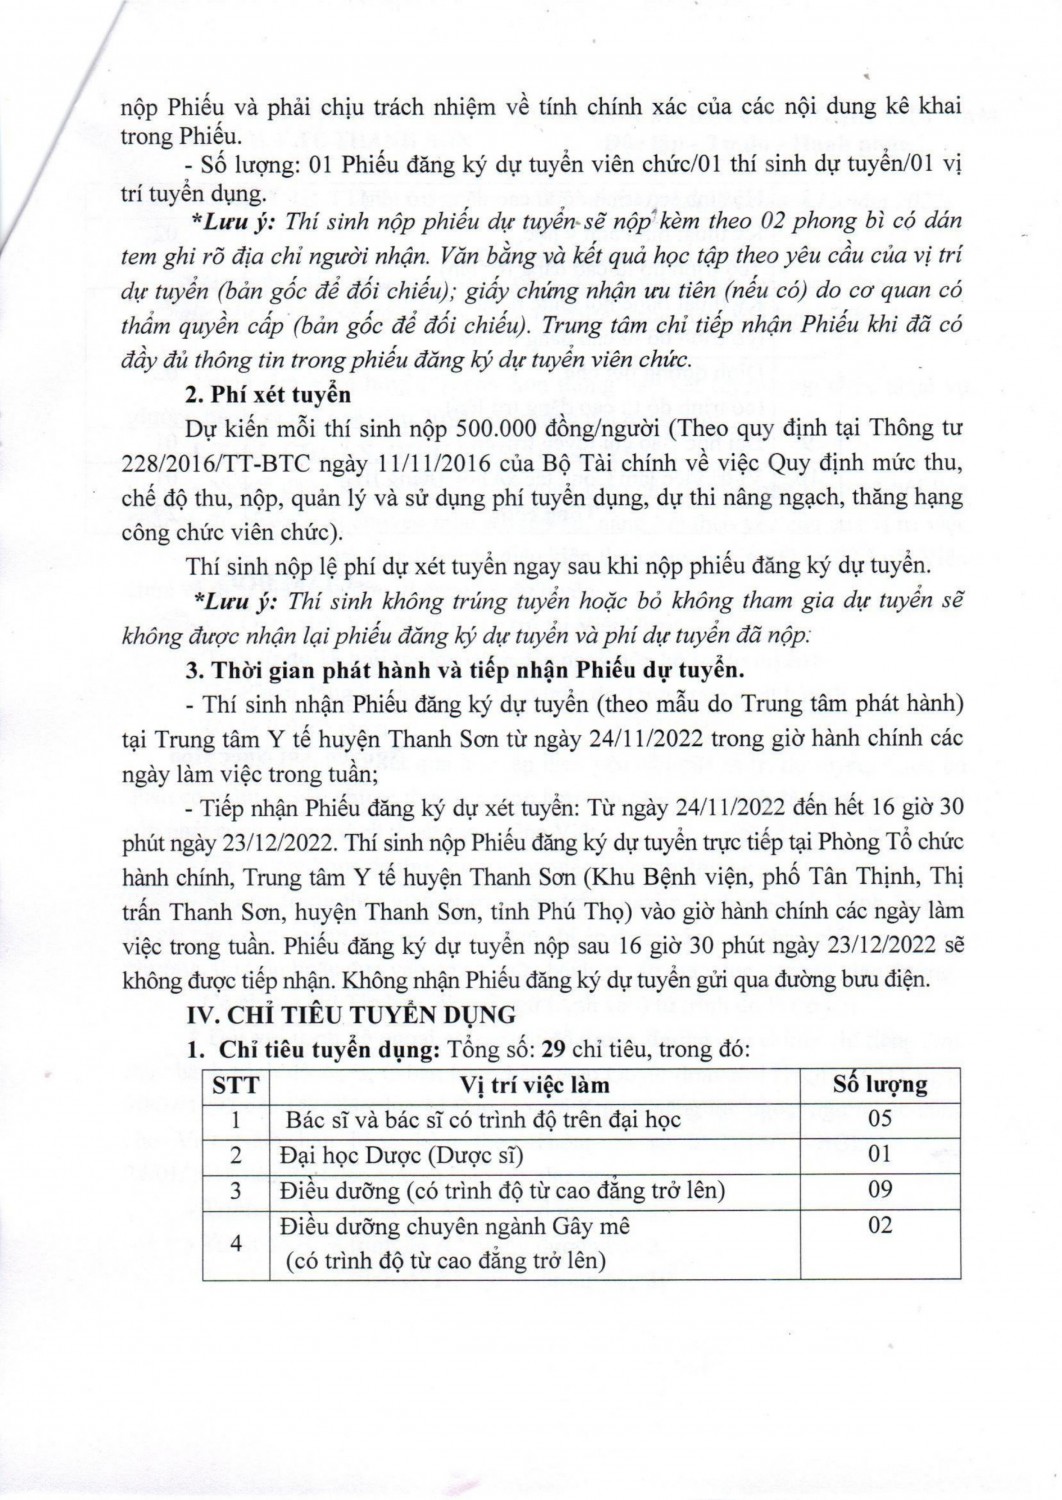 nộp Phiếu và phải chịu trách nhiệm về tính chính xác của các nội dung kê khai
trong Phiếu.
- Số lượng: 01 Phiếu đăng ký dự tuyển viên chức/01 thí sinh dự tuyển/01 vị
trí tuyển dụng.
*Lưu ý: Thí sinh nộp phiếu dự tuyển sẽ nộp kèm theo 02 phong bì có dán
tem ghi rõ địa chỉ người nhận. Văn bằng và kết quả học tập theo yêu cầu của vị trí
dự tuyển (bản gốc để đối chiếu); giấy chứng nhận ưu tiên (nếu có) do cơ quan có
thẩm quyền cấp (bản gốc để đối chiếu). Trung tâm chỉ tiếp nhận Phiếu khi đã có
đầy đủ thông tin trong phiếu đăng ký dự tuyển viên chức.
2. Phí xét tuyển
Dự kiến mỗi thí sinh nộp 500.000 đồng/người (Theo quy định tại Thông tư
228/2016/TT-BTC ngày 11/11/2016 của Bộ Tài chính về việc Quy định mức thu,
chế độ thu, nộp, quản lý và sử dụng phí tuyển dụng, dự thi nâng ngạch, thăng hạng
công chức viên chức).
Thí sinh nộp lệ phí dự xét tuyển ngay sau khi nộp phiếu đăng ký dự tuyển.
*Lưu ý: Thí sinh không trúng tuyển hoặc bỏ không tham gia dự tuyển sẽ
không được nhận lại phiếu đăng ký dự tuyển và phí dự tuyển đã nộp.
3. Thời gian phát hành và tiếp nhận Phiếu dự tuyển.
- Thí sinh nhận Phiếu đăng ký dự tuyển (theo mẫu do Trung tâm phát hành)
tại Trung tâm Y tế huyện Thanh Sơn từ ngày 24/11/2022 trong giờ hành chính các
ngày làm việc trong tuần;
- Tiếp nhận Phiếu đăng ký dự xét tuyển: Từ ngày 24/11/2022 đến hết 16 giờ 30
phút ngày 23/12/2022. Thí sinh nộp Phiếu đăng ký dự tuyển trực tiếp tại Phòng Tổ chức
hành chính, Trung tâm Y tế huyện Thanh Sơn (Khu Bệnh viện, phố Tân Thịnh, Thị
trấn Thanh Sơn, huyện Thanh Sơn, tỉnh Phú Thọ) vào giờ hành chính các ngày làm
việc trong tuần. Phiếu đăng ký dự tuyển nộp sau 16 giờ 30 phút ngày 23/12/2022 sẽ
không được tiếp nhận. Không nhận Phiếu đăng ký dự tuyển gửi qua đường bưu điện.
IV. CHỈ TIÊU TUYỂN DỤNG
1. Chỉ tiêu tuyển dụng: Tổng số: 29 chỉ tiêu, trong đó:
STT Vị trí việc làm Số lượng
1 Bác sĩ và bác sĩ có trình độ trên đại học 05
2 Đại học Dược (Dược sĩ) 01
3 Điều dưỡng (có trình độ từ cao đẳng trở lên) 09
4 Điều dưỡng chuyên ngành Gây mê 02
(có trình độ từ cao đẳng trở lên)